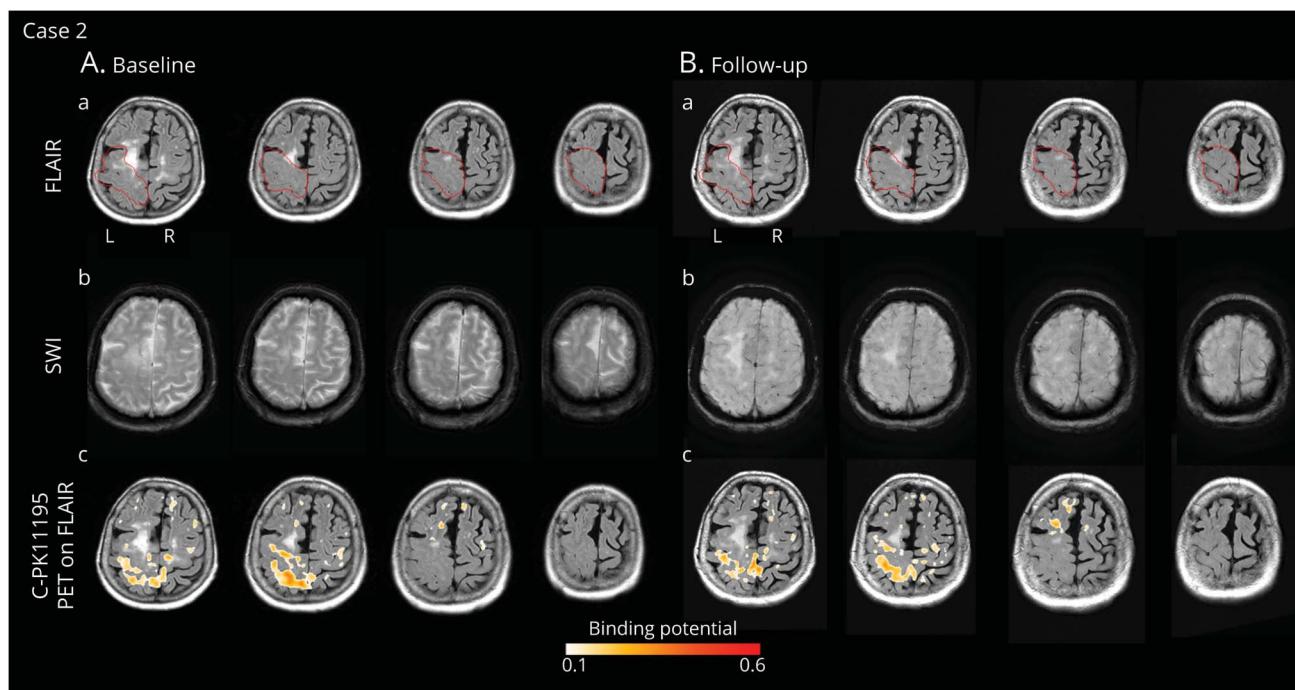 Case 2
A. Baseline
B. Follow-up
a
a
FLAIR
L R
L R
b
b
SWI
c
c
C-PK11195
PET on FLAIR
Binding potential
0.1 0.6